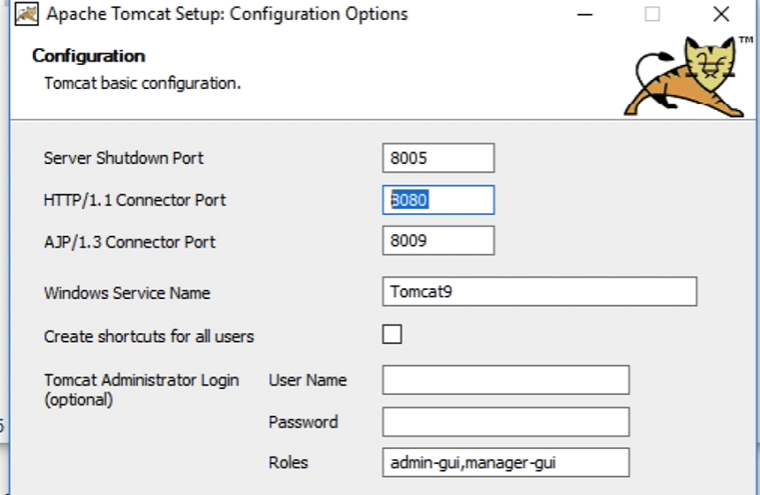 Apache Tomcat Setup: Configuration Options
Configuration
Tomcat basic configuration.
TM
Server Shutdown Port 8005
HTTP/1.1 Connector Port 8080
AJP/1.3 Connector Port 8009
Windows Service Name Tomcat9
Create shortcuts for all users
Tomcat Administrator Login User Name
(optional)
Password
Roles admin-gui,manager-gui